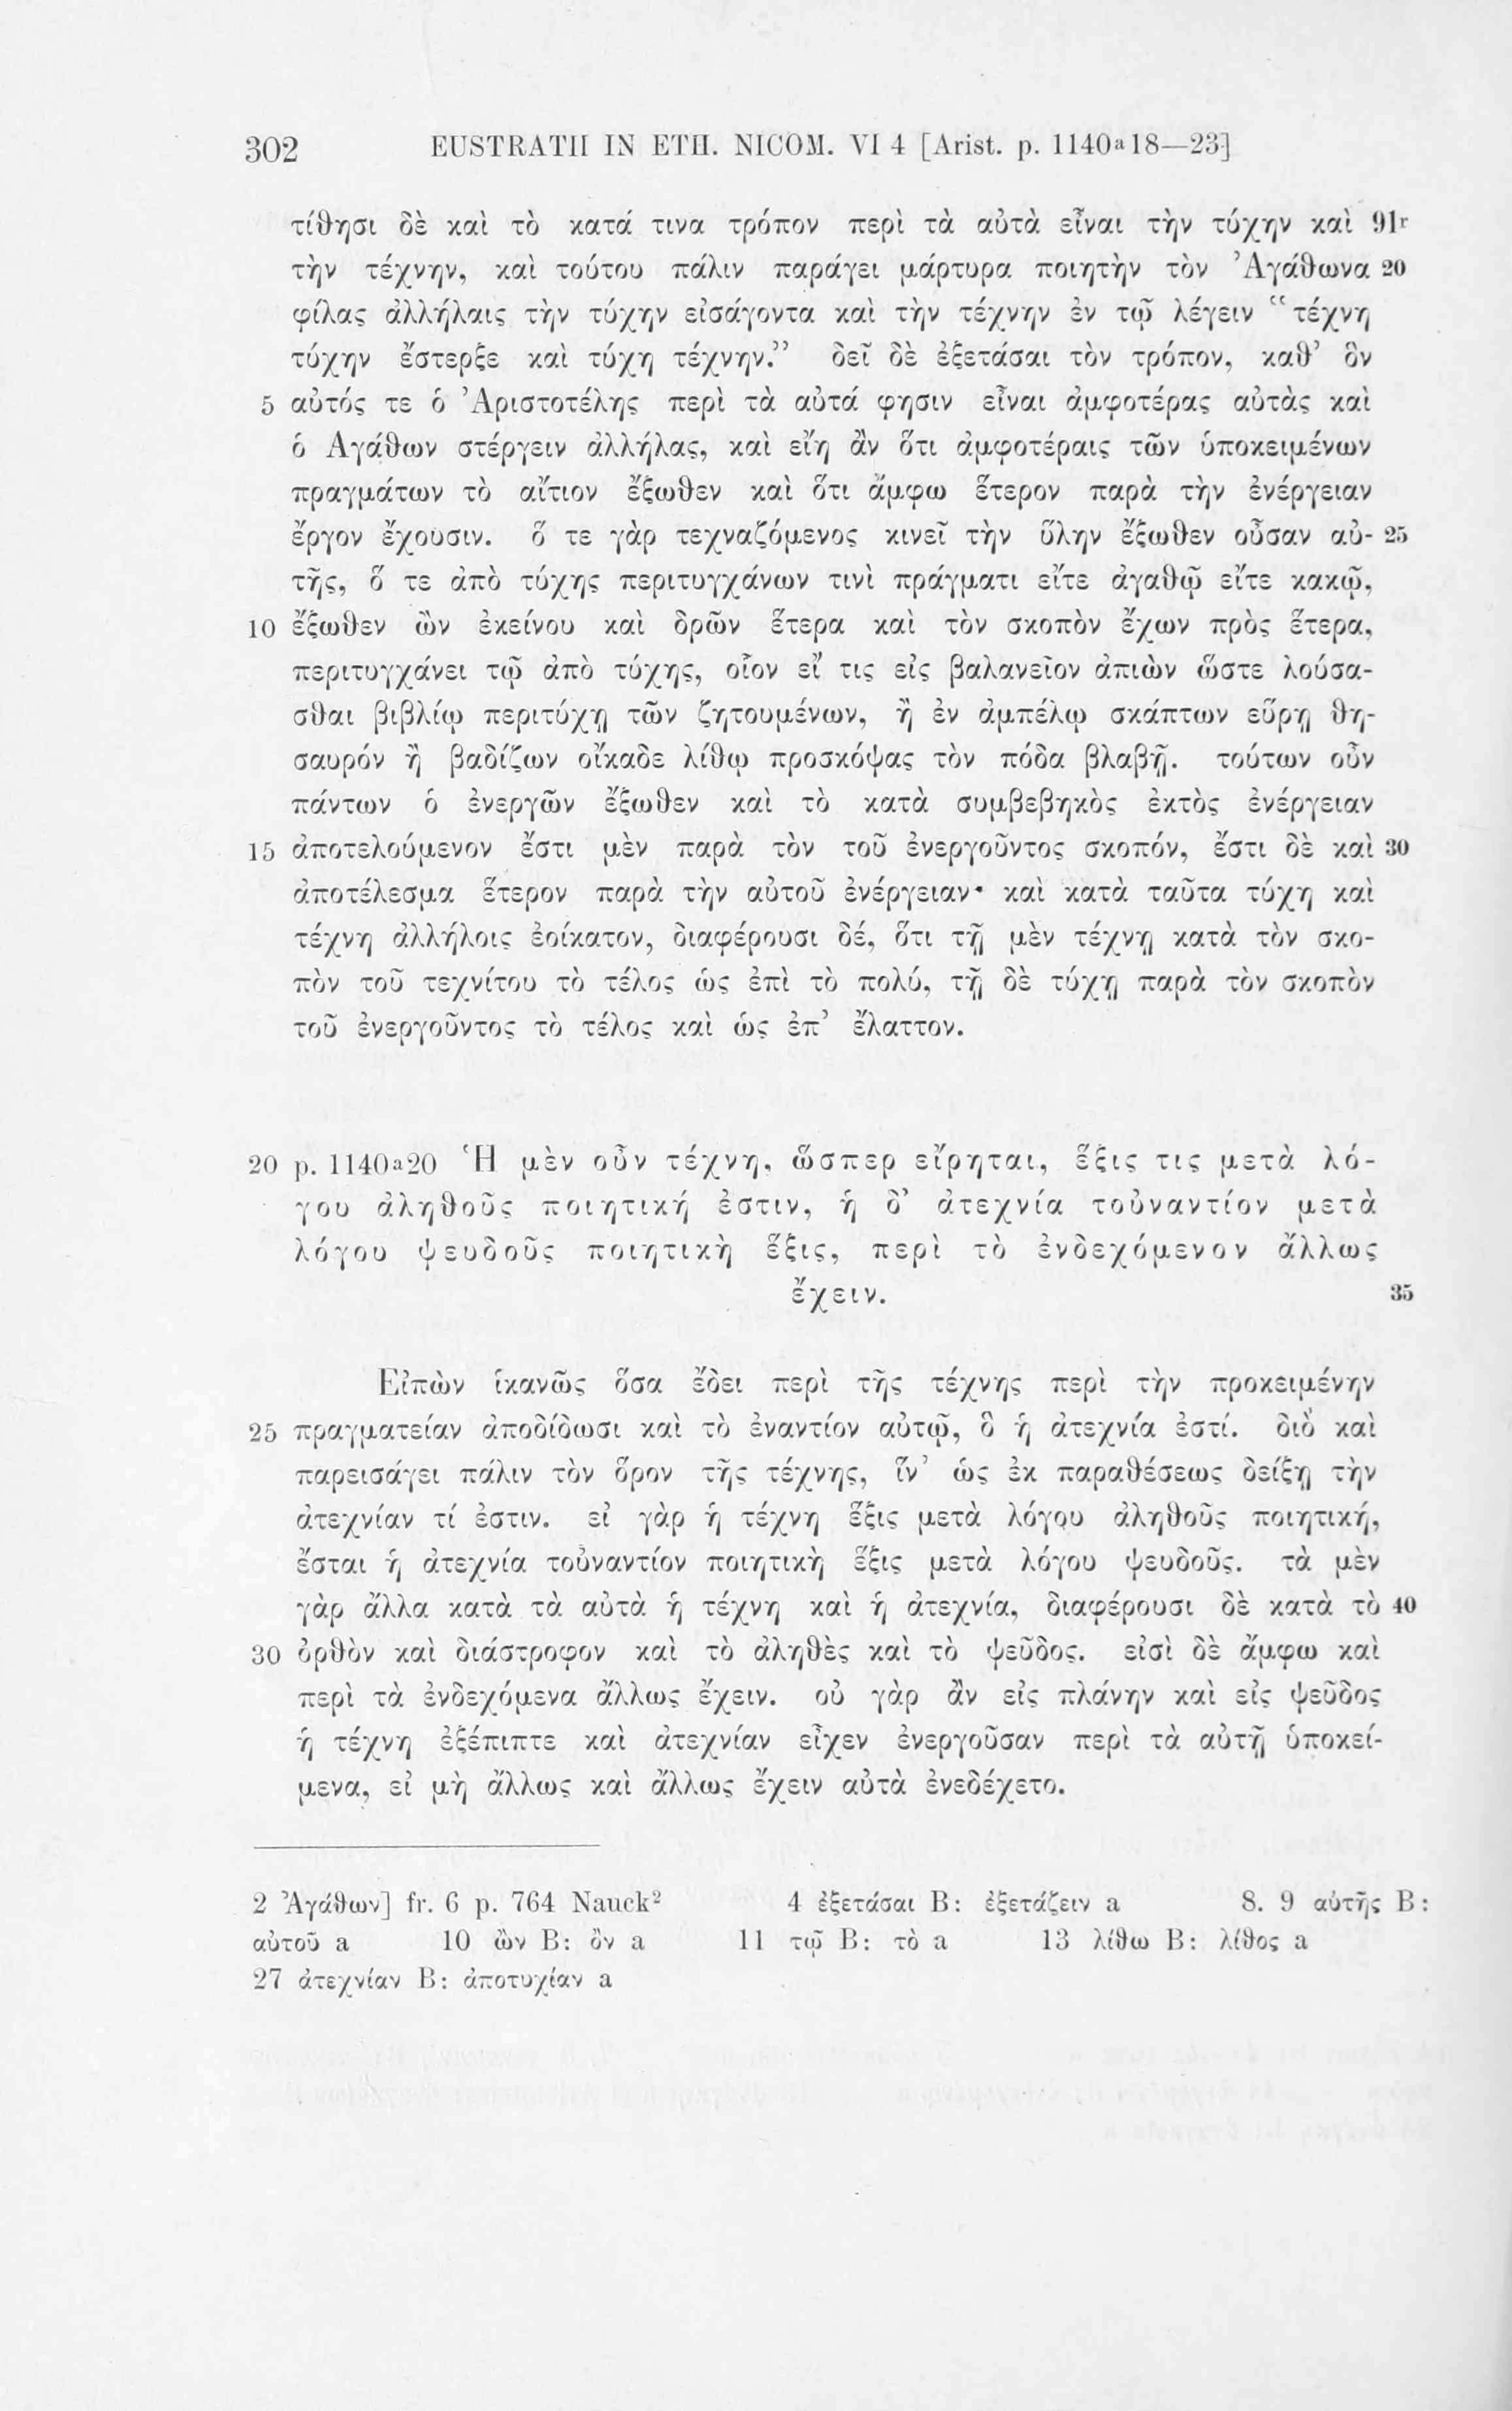 302 EUSTRATII IN ETH. NICOM. VI 4 [Arist. p. 1140a18—23]
τίθησι δὲ καὶ τὸ κατά τινα τρόπον περὶ τὰ αὐτὰ εἶναι τὴν τύχην καὶ 91r
τὴν τέχνην, καὶ τούτου πάλιν παράγει μάρτυρα ποιητὴν τὸν Ἀγάθωνα 20
φίλας ἀλλήλαις τὴν τύχην εἰσάγοντα καὶ τὴν τέχνην ἐν τῷ λέγειν “τέχνη
τύχην ἔστερξε καὶ τύχη τέχνην.” δεῖ δὲ ἐξετάσαι τὸν τρόπον, καθ’ ὃν
5 αὐτός τε ὁ Ἀριστοτέλης περὶ τὰ αὐτά φησιν εἶναι ἀμφοτέρας αὐτὰς καὶ
ὁ Αγάθων στέργειν ἀλλήλας, καὶ εἴη ἂν ὅτι ἀμφοτέραις τῶν ὑποκειμένων
πραγμάτων τὸ αἴτιον ἔξωθεν καὶ ὅτι ἄμφω ἕτερον παρὰ τὴν ἐνέργειαν
ἔργον ἔχουσιν. ὅ τε γὰρ τεχναζόμενος κινεῖ τὴν ὕλην ἔξωθεν οὖσαν αὐ- 25
τῆς, ὅ τε ἀπὸ τύχης περιτυγχάνων τινὶ πράγματι εἴτε ἀγαθῷ εἴτε κακῷ,
10 ἔξωθεν ὢν ἐκείνου καὶ δρῶν ἕτερα καὶ τὸν σκοπὸν ἔχων πρὸς ἕτερα,
περιτυγχάνει τῷ ἀπὸ τύχης, οἷον εἴ τις εἰς βαλανεῖον ἀπιὼν ὥστε λούσα-
σθαι βιβλίῳ περιτύχῃ τῶν ζητουμένων, ἢ ἐν ἀμπέλῳ σκάπτων εὕρῃ θη-
σαυρόν ἢ βαδίζων οἴκαδε λίθῳ προσκόψας τὸν πόδα βλαβῇ. τούτων οὖν
πάντων ὁ ἐνεργῶν ἔξωθεν καὶ τὸ κατὰ συμβεβηκὸς ἐκτὸς ἐνέργειαν
15 ἀποτελούμενον ἔστι μὲν παρὰ τὸν τοῦ ἐνεργοῦντος σκοπόν, ἔστι δὲ καὶ 30
ἀποτέλεσμα ἕτερον παρὰ τὴν αὐτοῦ ἐνέργειαν· καὶ κατὰ ταῦτα τύχη καὶ
τέχνη ἀλλήλοις ἐοίκατον, διαφέρουσι δέ, ὅτι τῇ μὲν τέχνῃ κατὰ τὸν σκο-
πὸν τοῦ τεχνίτου τὸ τέλος ὡς ἐπὶ τὸ πολύ, τῇ δὲ τύχῃ παρὰ τὸν σκοπὸν
τοῦ ἐνεργοῦντος τὸ τέλος καὶ ὡς ἐπ’ ἔλαττον.
20 p. 1140a20 Ἡ μὲν οὖν τέχνη, ὥσπερ εἴρηται, ἕξις τις μετὰ λό-
γου ἀληθοῦς ποιητική ἐστιν, ἡ δ’ ἀτεχνία τοὐναντίον μετὰ
λόγου ψευδοῦς ποιητικὴ ἕξις, περὶ τὸ ἐνδεχόμενον ἄλλως
ἔχειν. 35
Εἰπὼν ἱκανῶς ὅσα ἔδει περὶ τῆς τέχνης περὶ τὴν προκειμένην
25 πραγματείαν ἀποδίδωσι καὶ τὸ ἐναντίον αὐτῷ, ὃ ἡ ἀτεχνία ἐστί. διὸ καὶ
παρεισάγει πάλιν τὸν ὅρον τῆς τέχνης, ἵν’ ὡς ἐκ παραθέσεως δείξῃ τὴν
ἀτεχνίαν τί ἐστιν. εἰ γὰρ ἡ τέχνη ἕξις μετὰ λόγου ἀληθοῦς ποιητική,
ἔσται ἡ ἀτεχνία τοὐναντίον ποιητικὴ ἕξις μετὰ λόγου ψευδοῦς. τὰ μὲν
γὰρ ἄλλα κατὰ τὰ αὐτὰ ἡ τέχνη καὶ ἡ ἀτεχνία, διαφέρουσι δὲ κατὰ τὸ 40
30 ὀρθὸν καὶ διάστροφον καὶ τὸ ἀληθὲς καὶ τὸ ψεῦδος. εἰσὶ δὲ ἄμφω καὶ
περὶ τὰ ἐνδεχόμενα ἄλλως ἔχειν. οὐ γὰρ ἂν εἰς πλάνην καὶ εἰς ψεῦδος
ἡ τέχνη ἐξέπιπτε καὶ ἀτεχνίαν εἶχεν ἐνεργοῦσαν περὶ τὰ αὐτῇ ὑποκεί-
μενα, εἰ μὴ ἄλλως καὶ ἄλλως ἔχειν αὐτὰ ἐνεδέχετο.
2 Ἀγάθων] fr. 6 p. 764 Nauck² 4 ἐξετάσαι B: ἐξετάζειν a 8. 9 αὐτῆς B:
αὐτοῦ a 10 ὢν B: ὃν a 11 τῷ B: τὸ a 13 λίθω B: λίθος a
27 ἀτεχνίαν B: ἀποτυχίαν a